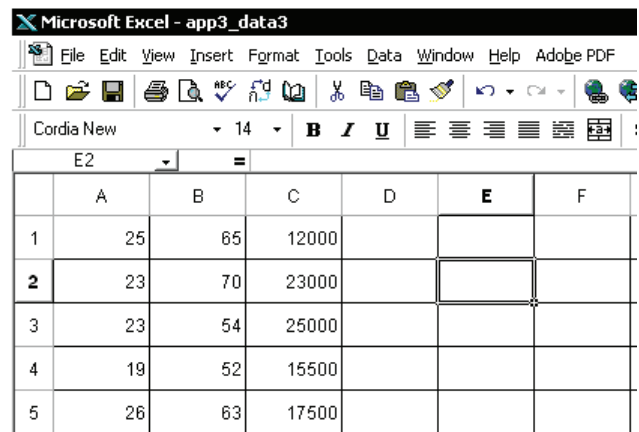 Microsoft Excel - app3_data3
File Edit View Insert Format Tools Data Window Help Adobe PDF
ABC
Cordia New 14 B I U
E2 =
A B C D E F
1 25 65 12000
2 23 70 23000
3 23 54 25000
4 19 52 15500
5 26 63 17500